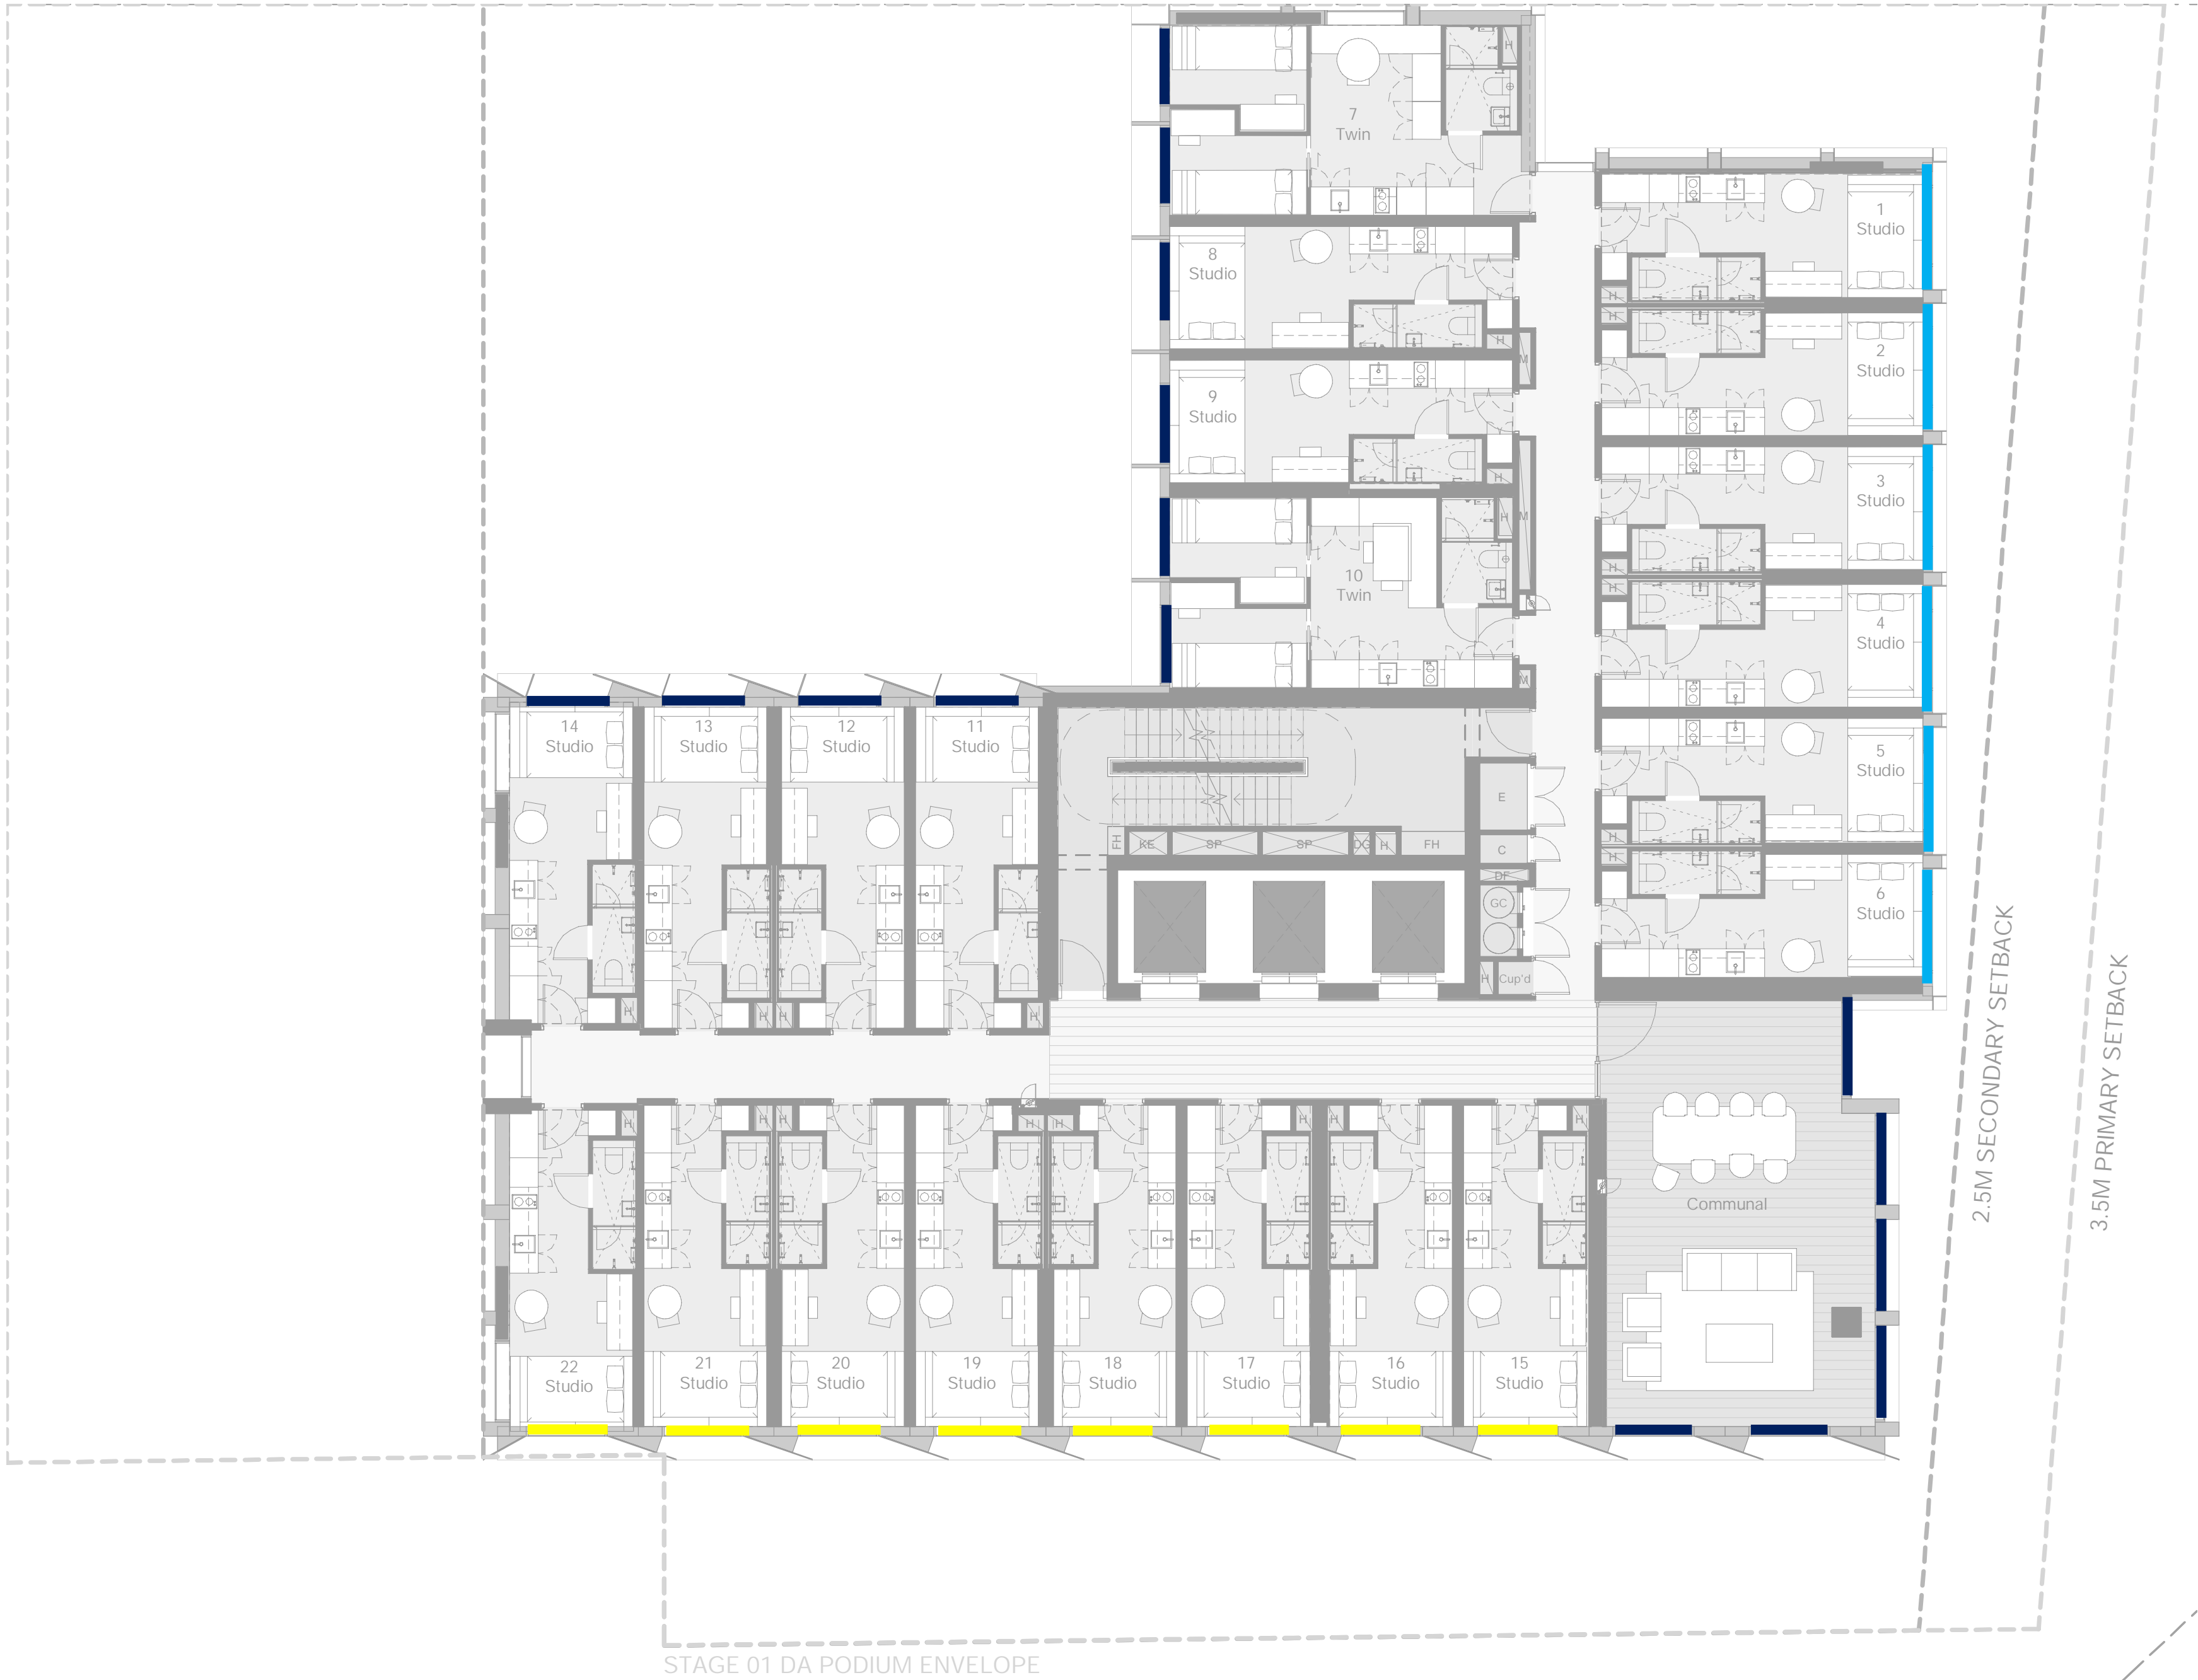 7
Twin
H
1
Studio
8
Studio
H
H
2
Studio
H
M
9
Studio
3
Studio
H
H
M
H
H
10
Twin
4
Studio
M
14
Studio
13
Studio
12
Studio
11
Studio
5
Studio
E
FH
KE
SP
SP
DG
H
FH
C
H
H
DF
GC
6
Studio
H
Cup'd
H
H
H
H
2.5M SECONDARY SETBACK
3.5M PRIMARY SETBACK
H
H
H
H
H
H
H
H
Communal
22
Studio
21
Studio
20
Studio
19
Studio
18
Studio
17
Studio
16
Studio
15
Studio
STAGE 01 DA PODIUM ENVELOPE